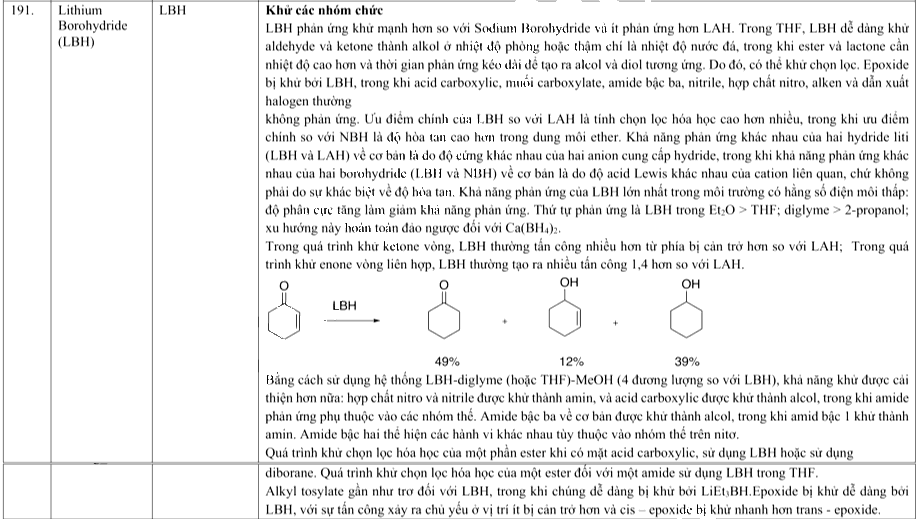 191.
Lithium
Borohydride
(LBH)
LBH
Khử các nhóm chức
LBH phản ứng khử mạnh hơn so với Sodium Borohydride và ít phản ứng hơn LAH. Trong THF, LBH dễ dàng khử
aldehyde và ketone thành alkol ở nhiệt độ phòng hoặc thậm chí là nhiệt độ nước đá, trong khi ester và lactone cần
nhiệt độ cao hơn và thời gian phản ứng kéo dài để tạo ra alcol và diol tương ứng. Do đó, có thể khử chọn lọc. Epoxide
bị khử bởi LBH, trong khi acid carboxylic, muối carboxylate, amide bậc ba, nitrile, hợp chất nitro, alken và dẫn xuất
halogen thường
không phản ứng. Ưu điểm chính của LBH so với LAH là tính chọn lọc hóa học cao hơn nhiều, trong khi ưu điểm
chính so với NBH là độ hòa tan cao hơn trong dung môi ether. Khả năng phản ứng khác nhau của hai hydride liti
(LBH và LAH) về cơ bản là do độ cứng khác nhau của hai anion cung cấp hydride, trong khi khả năng phản ứng khác
nhau của hai borohydride (LBH và NBH) về cơ bản là do độ acid Lewis khác nhau của cation liên quan, chứ không
phải do sự khác biệt về độ hòa tan. Khả năng phản ứng của LBH lớn nhất trong môi trường có hằng số điện môi thấp:
độ phân cực tăng làm giảm khả năng phản ứng. Thứ tự phản ứng là LBH trong Et₂O > THF; diglyme > 2-propanol;
xu hướng này hoàn toàn đảo ngược đối với Ca(BH₄)₂.
Trong quá trình khử ketone vòng, LBH thường tấn công nhiều hơn từ phía bị cản trở hơn so với LAH; Trong quá
trình khử enone vòng liên hợp, LBH thường tạo ra nhiều tấn công 1,4 hơn so với LAH.
O
LBH
O
+
OH
+
OH
49%
12%
39%
Bằng cách sử dụng hệ thống LBH-diglyme (hoặc THF)-MeOH (4 đương lượng so với LBH), khả năng khử được cải
thiện hơn nữa: hợp chất nitro và nitrile được khử thành amin, và acid carboxylic được khử thành alcol, trong khi amide
phản ứng phụ thuộc vào các nhóm thế. Amide bậc ba về cơ bản được khử thành alcol, trong khi amid bậc 1 khử thành
amin. Amide bậc hai thể hiện các hành vi khác nhau tùy thuộc vào nhóm thế trên nitơ.
Quá trình khử chọn lọc hóa học của một phần ester khi có mặt acid carboxylic, sử dụng LBH hoặc sử dụng
diborane. Quá trình khử chọn lọc hóa học của một ester đối với một amide sử dụng LBH trong THF.
Alkyl tosylate gần như trơ đối với LBH, trong khi chúng dễ dàng bị khử bởi LiEt₃BH.Epoxide bị khử dễ dàng bởi
LBH, với sự tấn công xảy ra chủ yếu ở vị trí ít bị cản trở hơn và cis – epoxide bị khử nhanh hơn trans - epoxide.